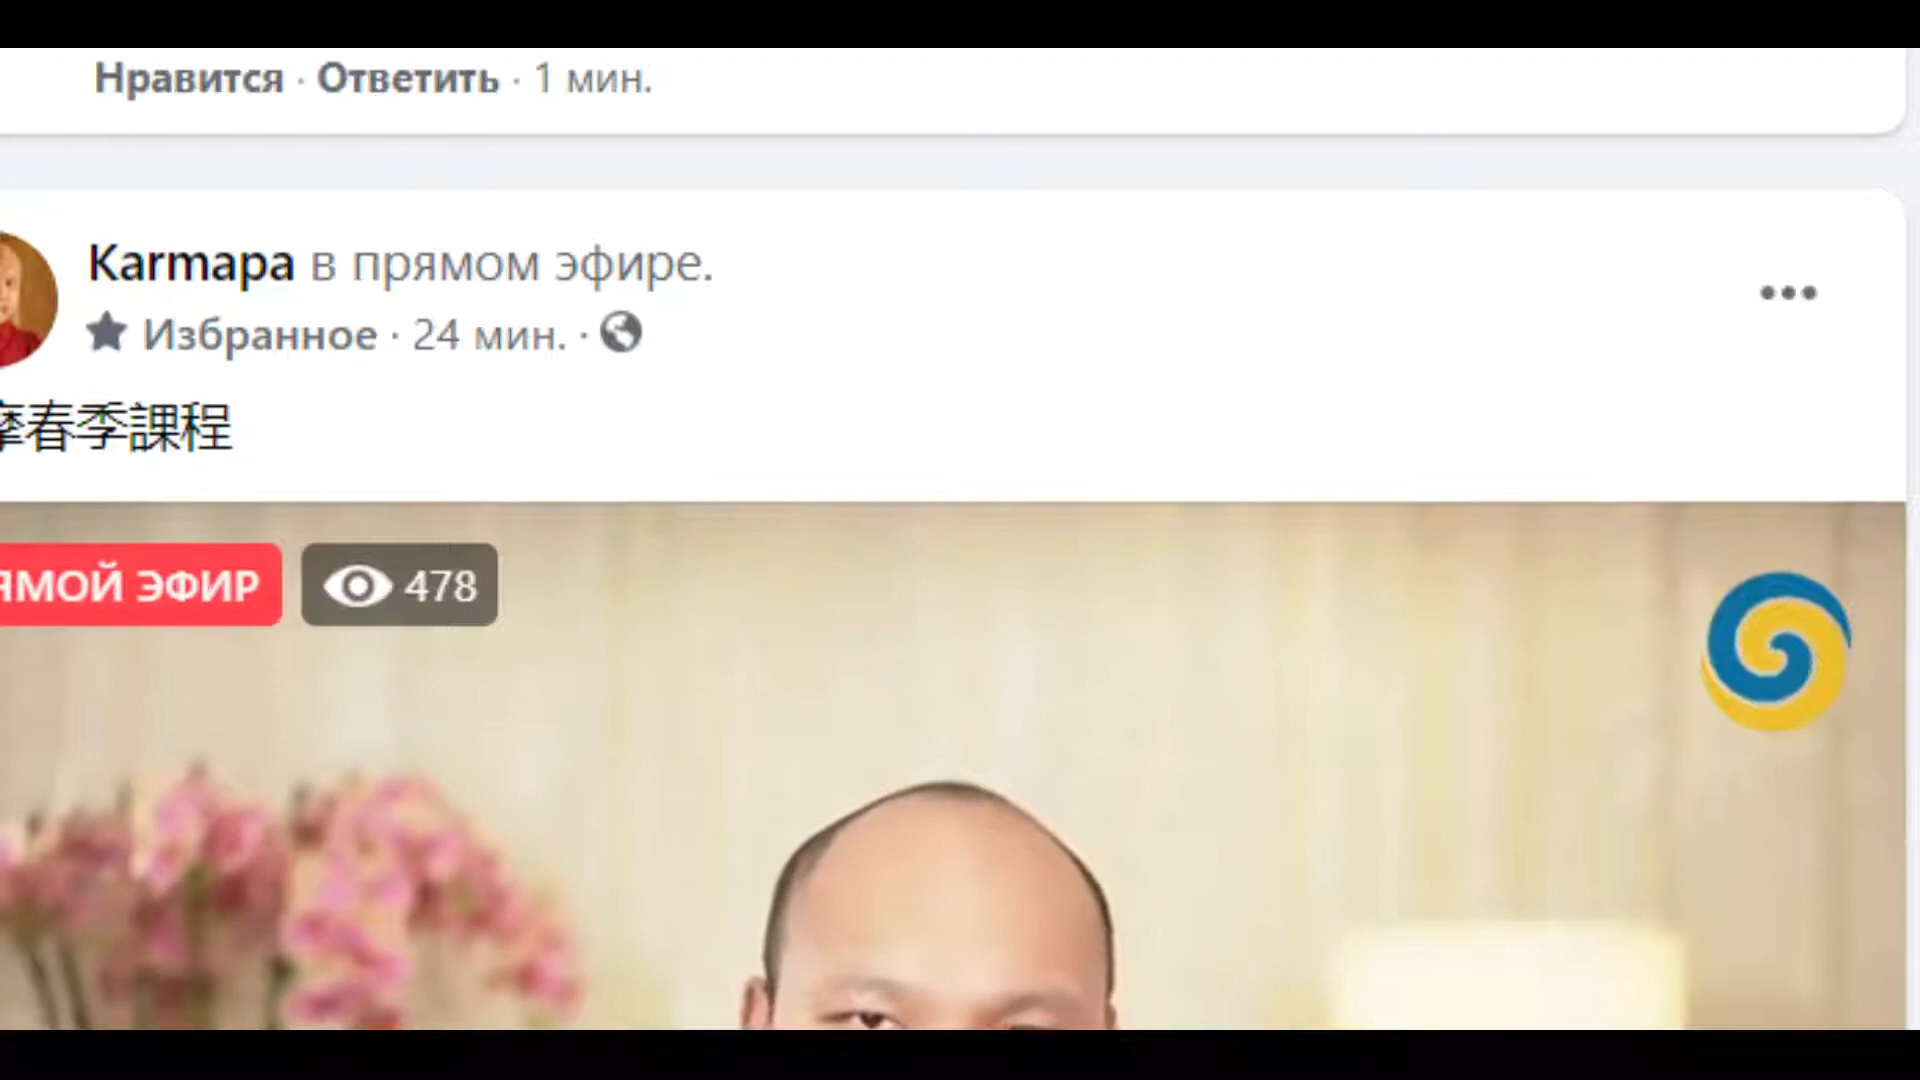 Нравится · Ответить · 1 мин.
Karmapa в прямом эфире.
Избранное · 24 мин. ·
春季課程
ЯМОЙ ЭФИР
478